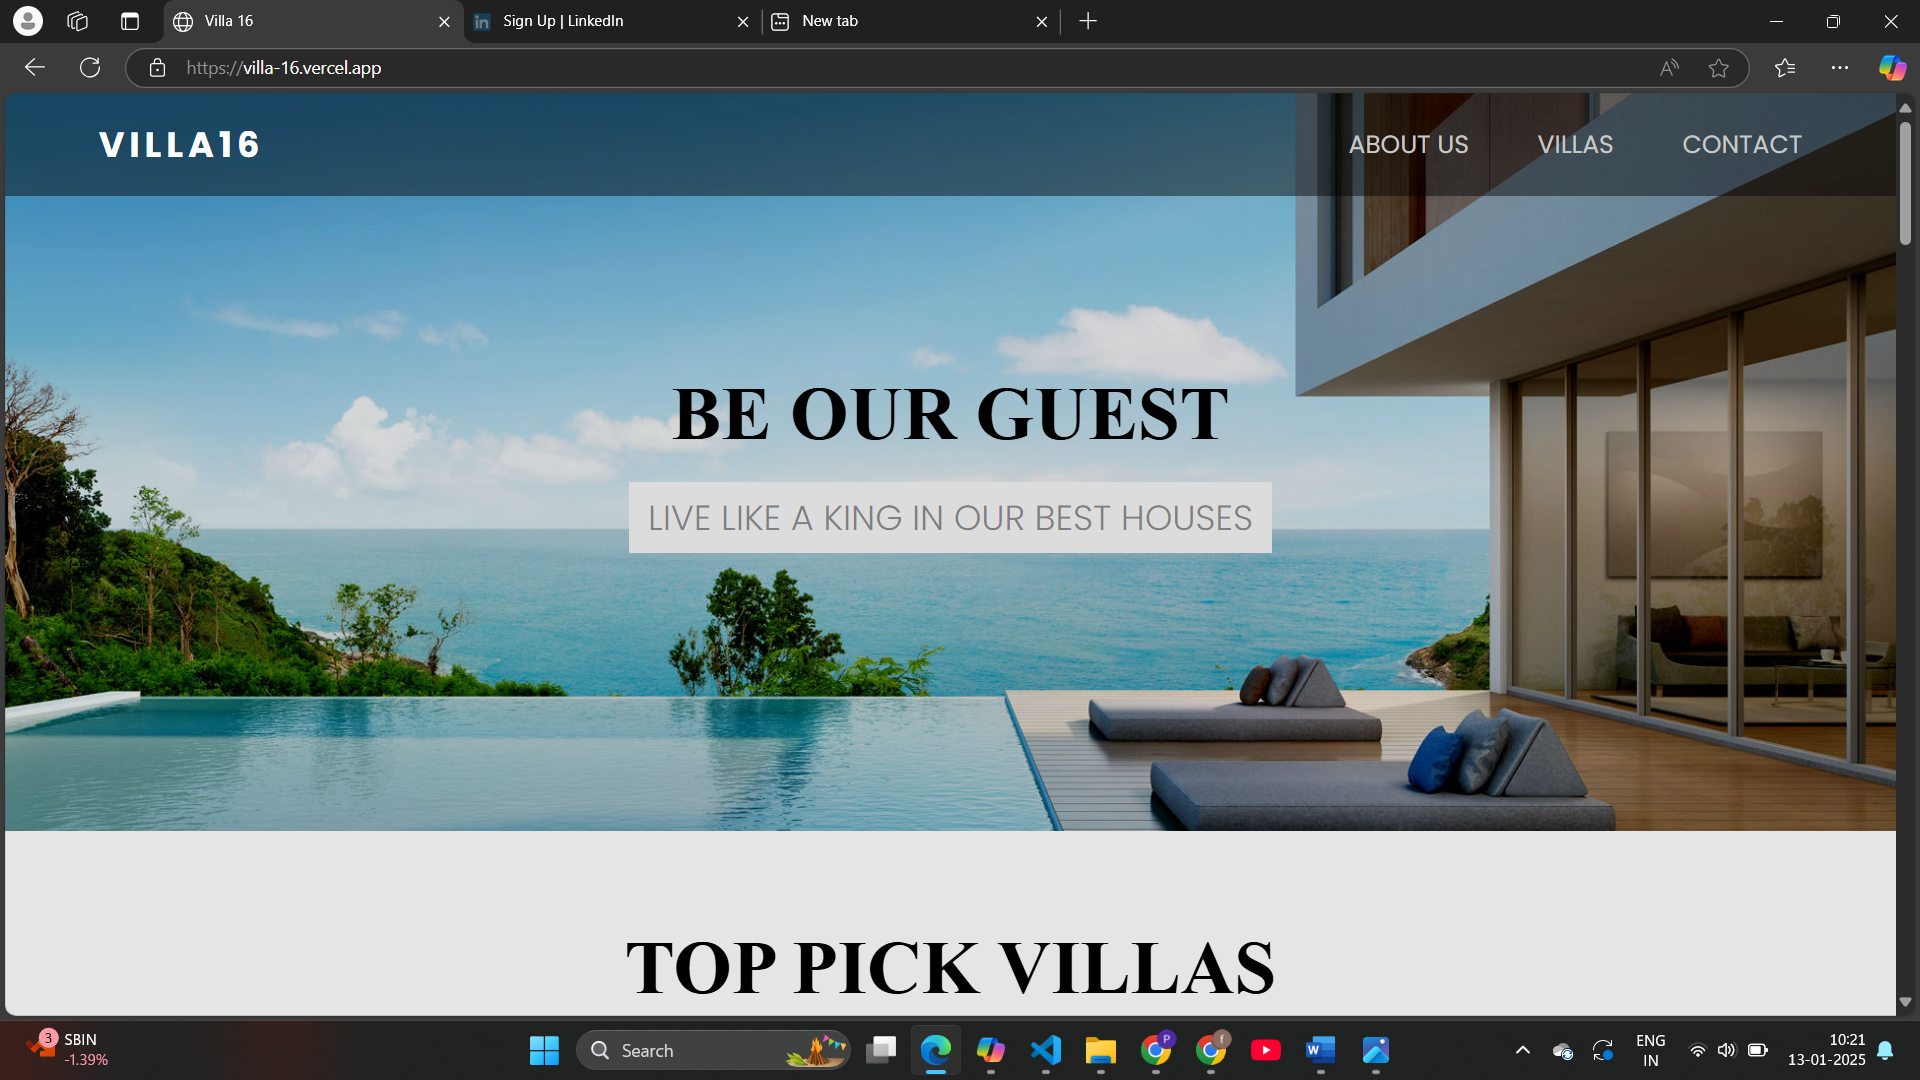 Villa 16
Sign Up | LinkedIn
New tab
https://villa-16.vercel.app
VILLA16
ABOUT US
VILLAS
CONTACT
BE OUR GUEST
LIVE LIKE A KING IN OUR BEST HOUSES
TOP PICK VILLAS
3
SBIN
-1.39%
Search
P
f
W
ENG
IN
10:21
13-01-2025